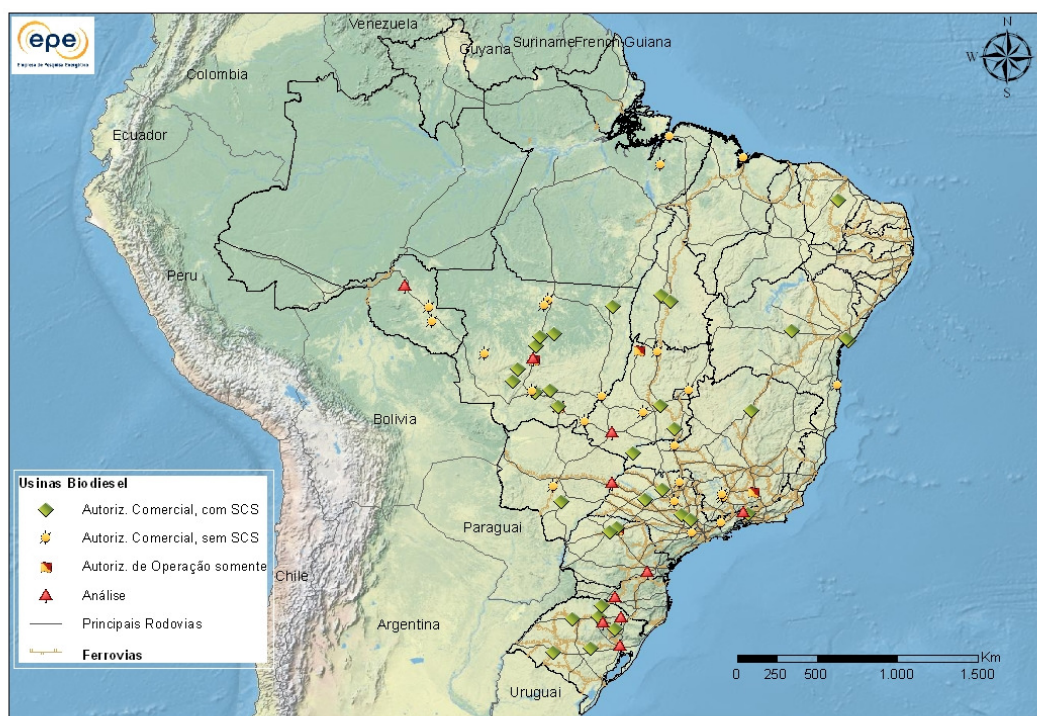 epe
Empresa de Pesquisa Energética
Venezuela
Guyana
Suriname
French Guiana
Colombia
Ecuador
Peru
Bolivia
Paraguai
Chile
Argentina
Uruguai
N
W
S
Usinas Biodiesel
Autoriz. Comercial, com SCS
Autoriz. Comercial, sem SCS
Autoriz. de Operação somente
Análise
Principais Rodovias
Ferrovias
Km
0 250 500 1.000 1.500